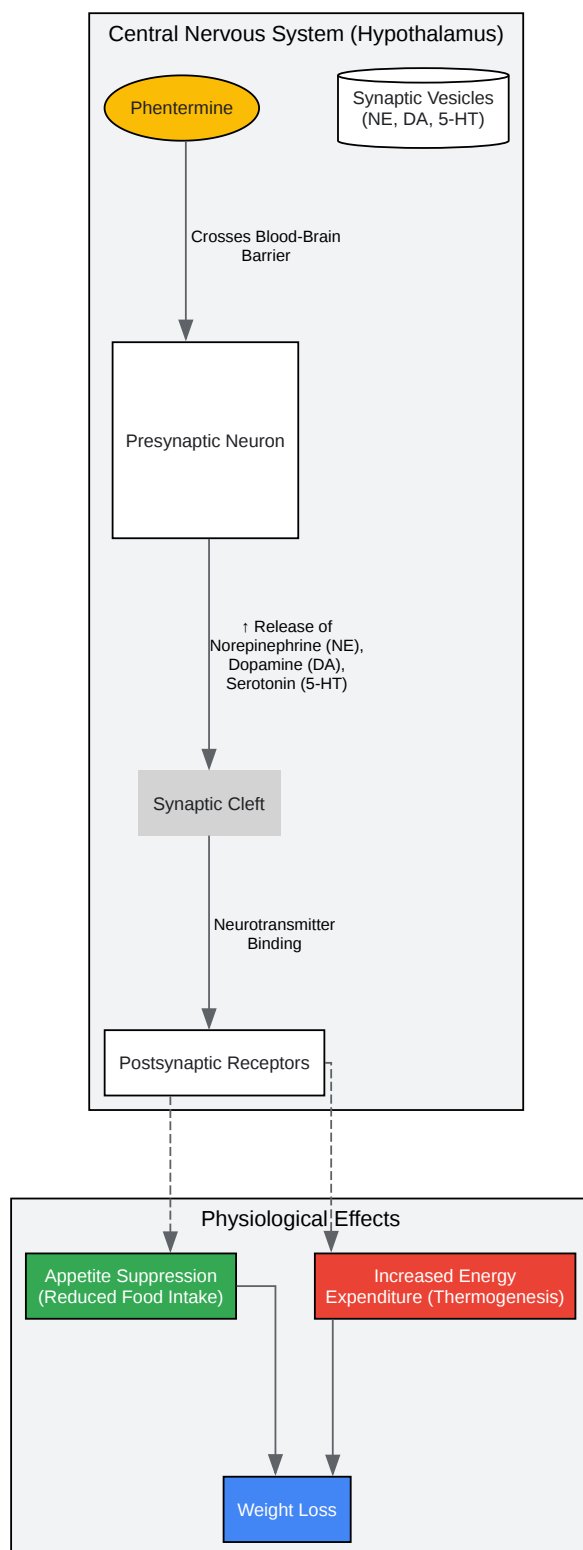 Central Nervous System (Hypothalamus)
Phentermine
Synaptic Vesicles
(NE, DA, 5-HT)
Crosses Blood-Brain
Barrier
Presynaptic Neuron
↑ Release of
Norepinephrine (NE),
Dopamine (DA),
Serotonin (5-HT)
Synaptic Cleft
Neurotransmitter
Binding
Postsynaptic Receptors
Physiological Effects
Appetite Suppression
(Reduced Food Intake)
Increased Energy
Expenditure (Thermogenesis)
Weight Loss